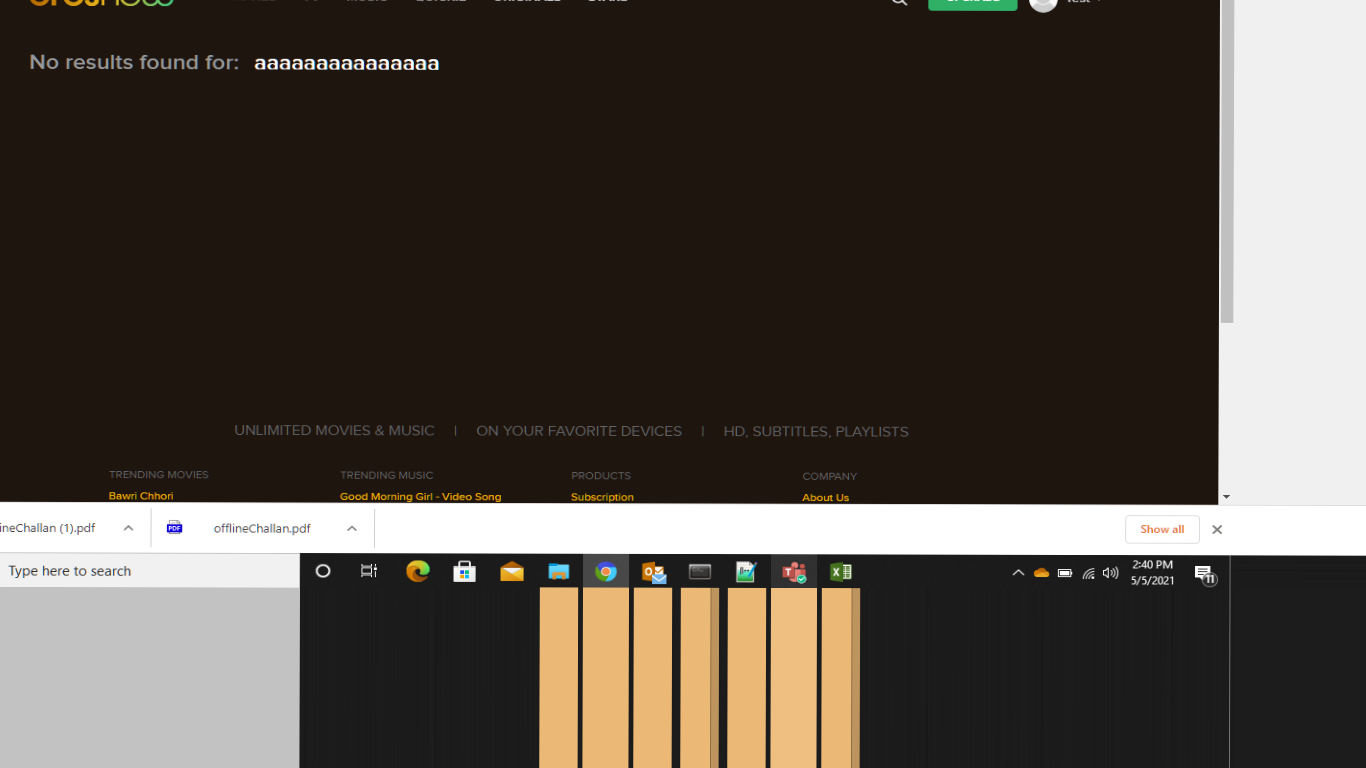 No results found for: aaaaaaaaaaaaaaa
UNLIMITED MOVIES & MUSIC | ON YOUR FAVORITE DEVICES | HD, SUBTITLES, PLAYLISTS
TRENDING MOVIES TRENDING MUSIC PRODUCTS COMPANY
Bawri Chhori Good Morning Girl - Video Song Subscription About Us
ineChallan (1).pdf PDF offlineChallan.pdf Show all
Type here to search
2:40 PM
5/5/2021
11